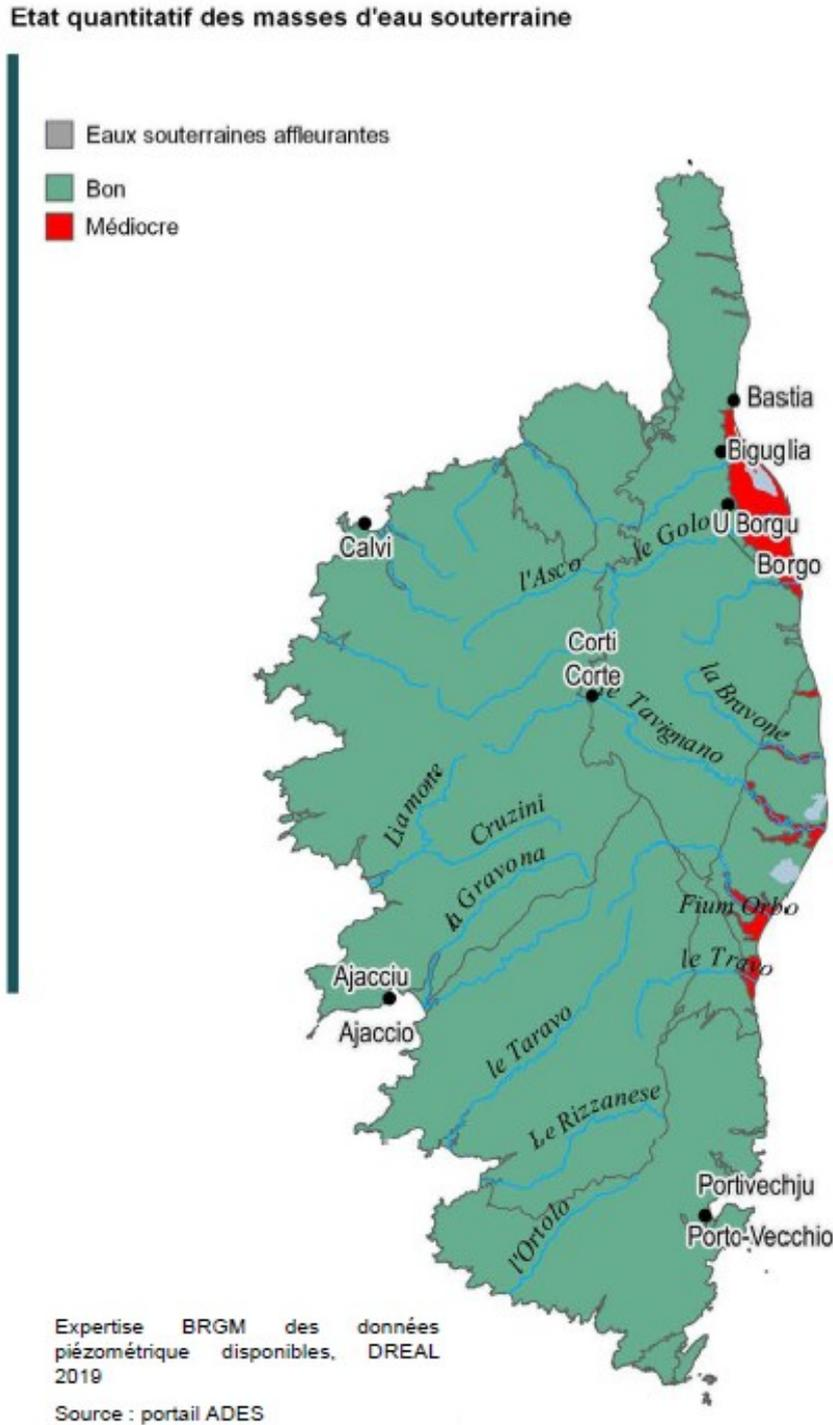 Etat quantitatif des masses d'eau souterraine
Eaux souterraines affleurantes
Bon
Médiocre
Bastia
Biguglia
U Borgu
Borgo
le Golo
Calvi
l'Asco
Corti
Corte
la Bravone
Tavignano
Liamone
Cruzini
la Gravona
Fium Orbo
le Travo
Ajacciu
Ajaccio
le Taravo
Le Rizzanese
Portivechju
Porto-Vecchio
l'Ortolo
Expertise BRGM des données
piézométrique disponibles, DREAL
2019
Source : portail ADES